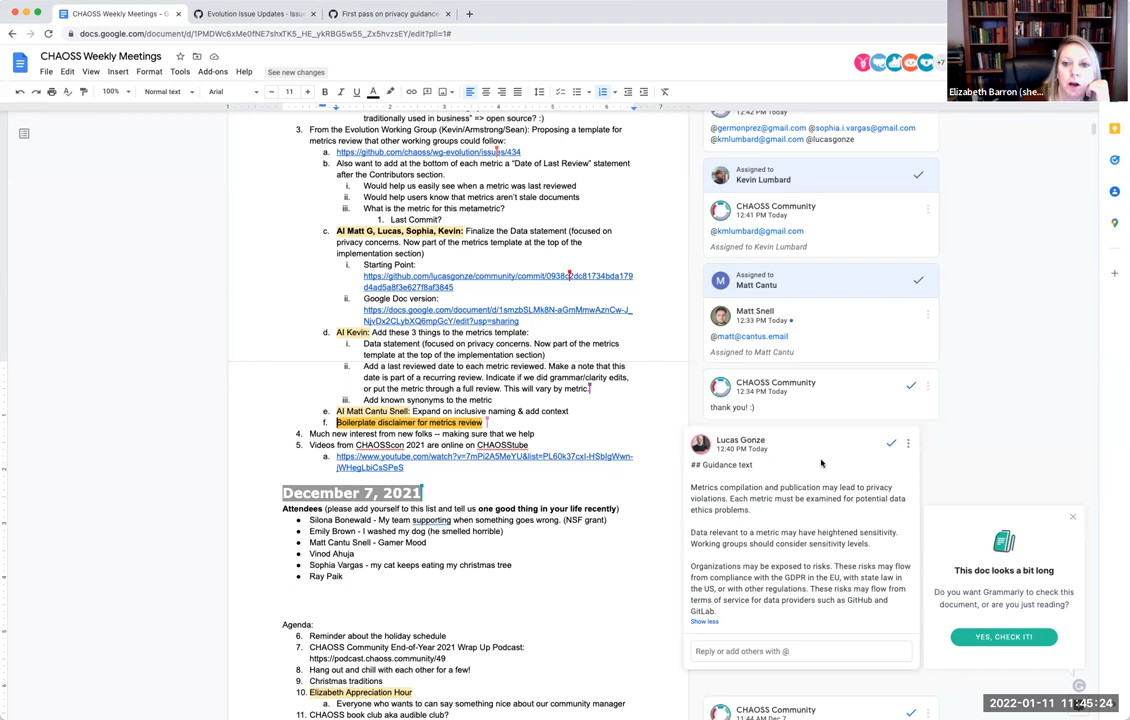 CHAOSS Weekly Meetings - G
Evolution Issue Updates - Issu
First pass on privacy guidance
docs.google.com/document/d/1PMDWc6xMe0fNE7shxTK5_HE_ykRBG5w55_Zx5hvzsEY/edit?pli=1#
CHAOSS Weekly Meetings
File Edit View Insert Format Tools Add-ons Help See new changes
+7
100% Normal text Arial 11
traditionally used in business" => open source? :)
3. From the Evolution Working Group (Kevin/Armstrong/Sean): Proposing a template for
metrics review that other working groups could follow:
a. https://github.com/chaoss/wg-evolution/issues/434
b. Also want to add at the bottom of each metric a "Date of Last Review" statement
after the Contributors section.
i. Would help us easily see when a metric was last reviewed
ii. Would help users know that metrics aren't stale documents
iii. What is the metric for this metametric?
1. Last Commit?
c. AI Matt G, Lucas, Sophia, Kevin: Finalize the Data statement (focused on
privacy concerns. Now part of the metrics template at the top of the
implementation section)
i. Starting Point:
https://github.com/lucasgonze/community/commit/0938c2dc81734bda179
d4ad5a8f3e627f8af3845
ii. Google Doc version:
https://docs.google.com/document/d/1smzbSLMk8N-aGmMmwAznCw-J_
NjvDx2CLybXQ6mpGcY/edit?usp=sharing
d. AI Kevin: Add these 3 things to the metrics template:
i. Data statement (focused on privacy concerns. Now part of the metrics
template at the top of the implementation section)
ii. Add a last reviewed date to each metric reviewed. Make a note that this
date is part of a recurring review. Indicate if we did grammar/clarity edits,
or put the metric through a full review. This will vary by metric.
iii. Add known synonyms to the metric
e. AI Matt Cantu Snell: Expand on inclusive naming & add context
f. Boilerplate disclaimer for metrics review
4. Much new interest from new folks -- making sure that we help
5. Videos from CHAOSScon 2021 are online on CHAOSStube
a. https://www.youtube.com/watch?v=7mPi2A5MeYU&list=PL60k37cxI-HSbIgWwn-
jWHegLbiCsSPeS
December 7, 2021
Attendees (please add yourself to this list and tell us one good thing in your life recently)
● Silona Bonewald - My team supporting when something goes wrong. (NSF grant)
● Emily Brown - I washed my dog (he smelled horrible)
● Matt Cantu Snell - Gamer Mood
● Vinod Ahuja
● Sophia Vargas - my cat keeps eating my christmas tree
● Ray Paik
Agenda:
6. Reminder about the holiday schedule
7. CHAOSS Community End-of-Year 2021 Wrap Up Podcast:
https://podcast.chaoss.community/49
8. Hang out and chill with each other for a few!
9. Christmas traditions
10. Elizabeth Appreciation Hour
a. Everyone who wants to can say something nice about our community manager
11. CHAOSS book club aka audible club?
12:41 PM Today
@germonprez@gmail.com @sophia.i.vargas@gmail.com
@kmlumbard@gmail.com @lucasgonze
Assigned to
Kevin Lumbard
CHAOSS Community
12:41 PM Today
@kmlumbard@gmail.com
Assigned to Kevin Lumbard
M
Assigned to
Matt Cantu
Matt Snell
12:33 PM Today
@matt@cantus.email
Assigned to Matt Cantu
CHAOSS Community
12:34 PM Today
thank you! :)
Lucas Gonze
12:40 PM Today
## Guidance text
Metrics compilation and publication may lead to privacy
violations. Each metric must be examined for potential data
ethics problems.
Data relevant to a metric may have heightened sensitivity.
Working groups should consider sensitivity levels.
Organizations may be exposed to risks. These risks may flow
from compliance with the GDPR in the EU, with state law in
the US, or with other regulations. These risks may flow from
terms of service for data providers such as GitHub and
GitLab.
Show less
Reply or add others with @
CHAOSS Community
11:44 AM Dec 7
This doc looks a bit long
Do you want Grammarly to check this
document, or are you just reading?
YES, CHECK IT!
Elizabeth Barron (she...
2022-01-11 11:45:24